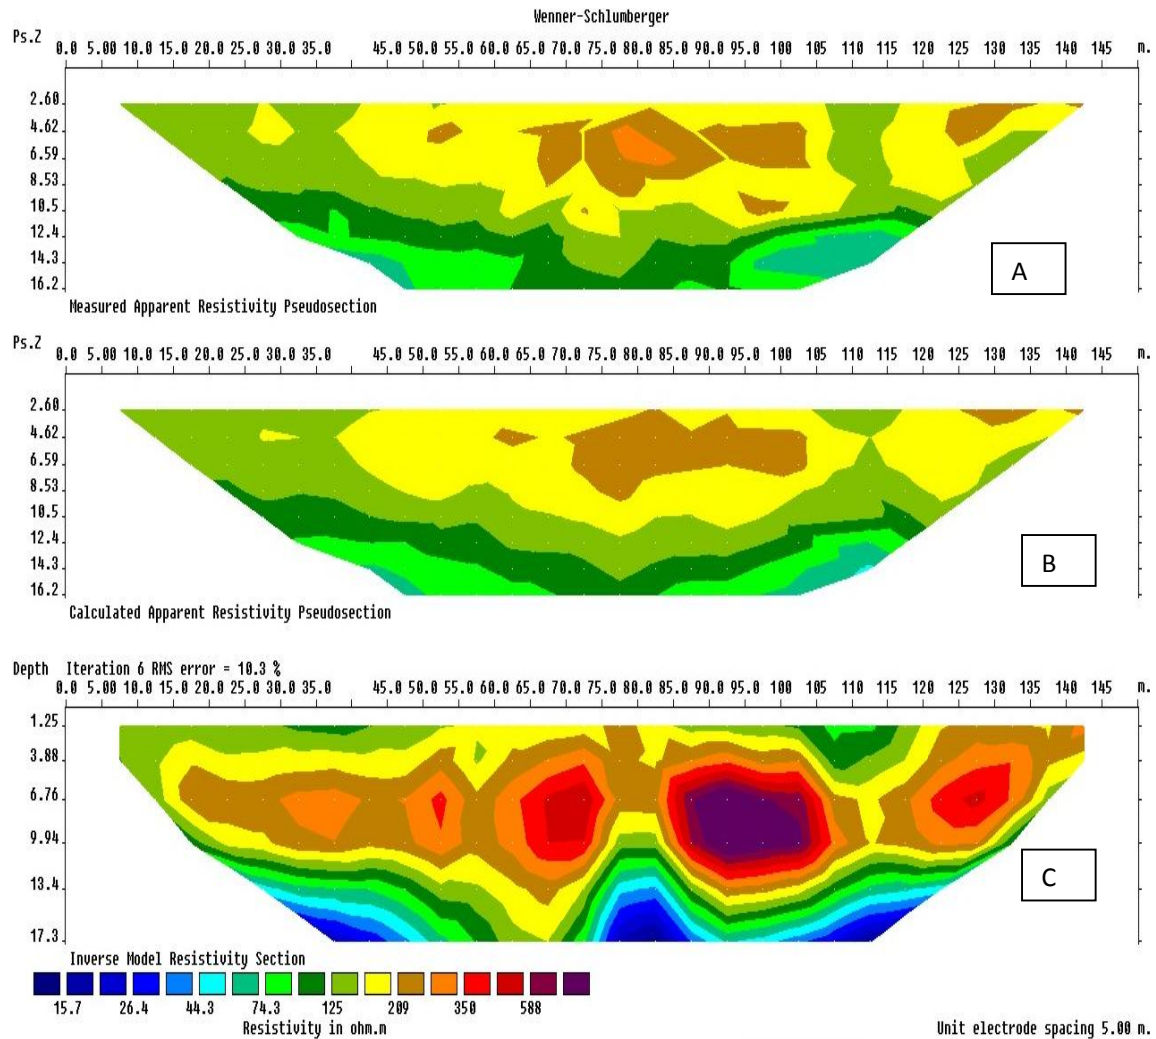 Wenner-Schlumberger
Ps.Z 0.0 5.00 10.0 15.0 20.0 25.0 30.0 35.0 45.0 50.0 55.0 60.0 65.0 70.0 75.0 80.0 85.0 90.0 95.0 100 105 110 115 120 125 130 135 140 145 m.
2.60
4.62
6.59
8.53
10.5
12.4
14.3
16.2
A
Measured Apparent Resistivity Pseudosection
Ps.Z 0.0 5.00 10.0 15.0 20.0 25.0 30.0 35.0 45.0 50.0 55.0 60.0 65.0 70.0 75.0 80.0 85.0 90.0 95.0 100 105 110 115 120 125 130 135 140 145 m.
2.60
4.62
6.59
8.53
10.5
12.4
14.3
16.2
B
Calculated Apparent Resistivity Pseudosection
Depth Iteration 6 RMS error = 10.3 %
0.0 5.00 10.0 15.0 20.0 25.0 30.0 35.0 45.0 50.0 55.0 60.0 65.0 70.0 75.0 80.0 85.0 90.0 95.0 100 105 110 115 120 125 130 135 140 145 m.
1.25
3.88
6.76
9.94
13.4
17.3
C
Inverse Model Resistivity Section
15.7 26.4 44.3 74.3 125 209 350 588
Resistivity in ohm.m
Unit electrode spacing 5.00 m.